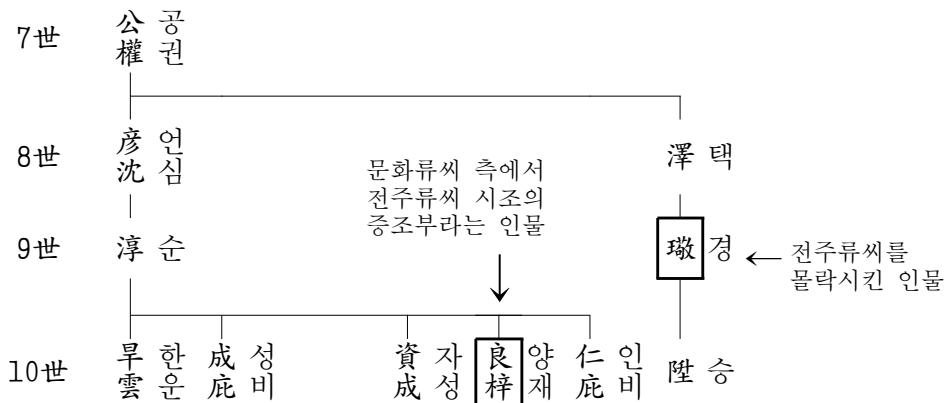 7世 公 공
權 권
8世 彦 언
沈 심
澤 택
문화류씨 측에서
전주류씨 시조의
증조부라는 인물
9世 淳 순
璥 경 ← 전주류씨를
몰락시킨 인물
10世 旱 한 成 성 資 자 良 양 仁 인 陞 승
雲 운 庇 비 成 성 梓 재 庇 비